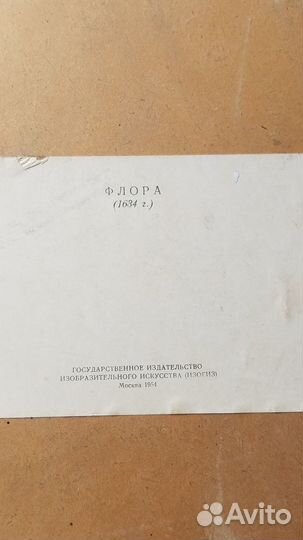 ФЛОРА
(1634 г.)
ГОСУДАРСТВЕННОЕ ИЗДАТЕЛЬСТВО
ИЗОБРАЗИТЕЛЬНОГО ИСКУССТВА (ИЗОГИЗ)
Москва 1954
Avito